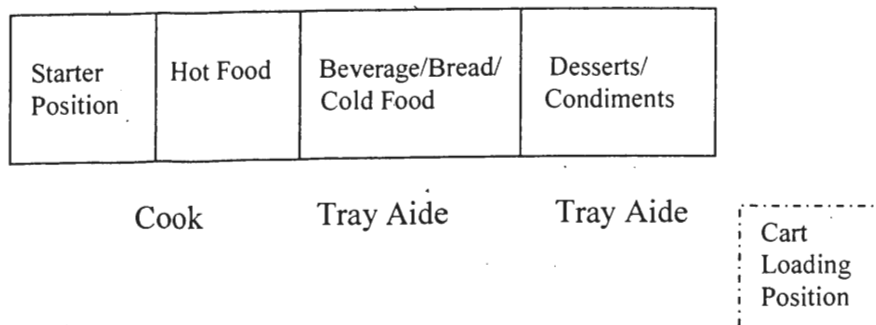 Starter
Position
Hot Food
Beverage/Bread/
Cold Food
Desserts/
Condiments
Cook
Tray Aide
Tray Aide
Cart
Loading
Position